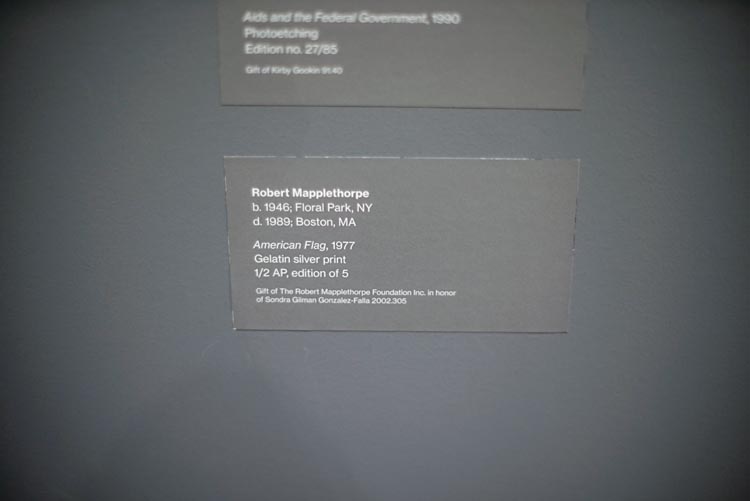 Aids and the Federal Government, 1990
Photoetching
Edition no. 27/85
Gift of Kirby Gookin 91.40
Robert Mapplethorpe
b. 1946; Floral Park, NY
d. 1989; Boston, MA
American Flag, 1977
Gelatin silver print
1/2 AP, edition of 5
Gift of The Robert Mapplethorpe Foundation Inc. in honor
of Sondra Gilman Gonzalez-Falla 2002.305